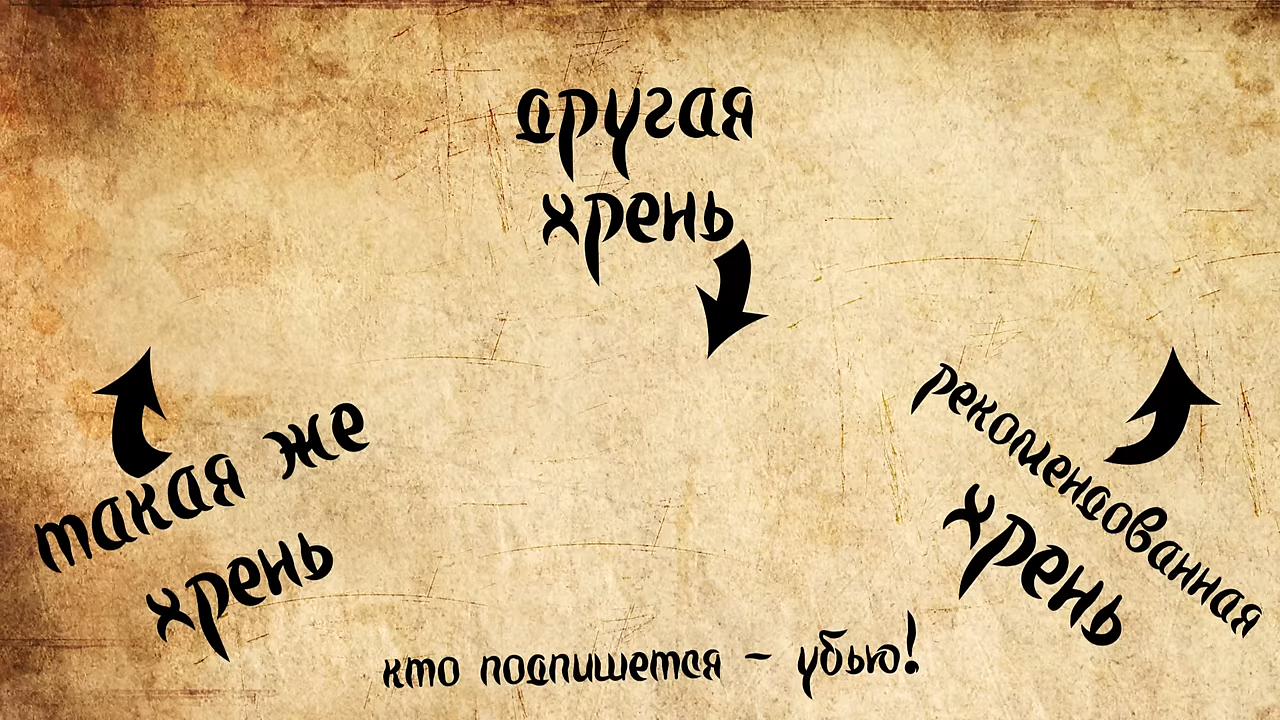 другая
хрень
такая же
хрень
рекомендованная
хрень
кто подпишется - убью!